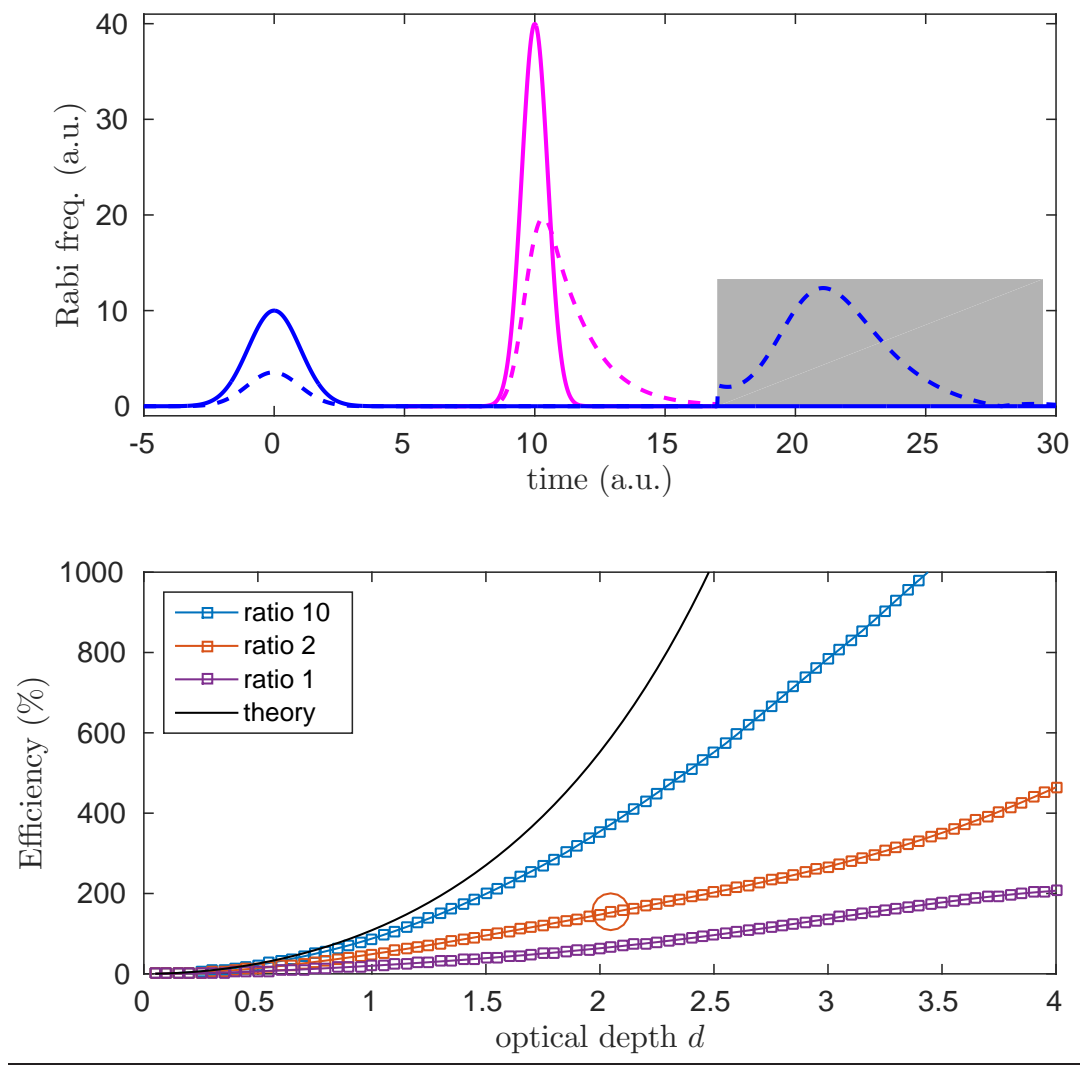 40
30
20
10
0
Rabi freq. (a.u.)
-5 0 5 10 15 20 25 30
time (a.u.)
1000
800
600
400
200
0
Efficiency (%)
ratio 10
ratio 2
ratio 1
theory
0 0.5 1 1.5 2 2.5 3 3.5 4
optical depth d